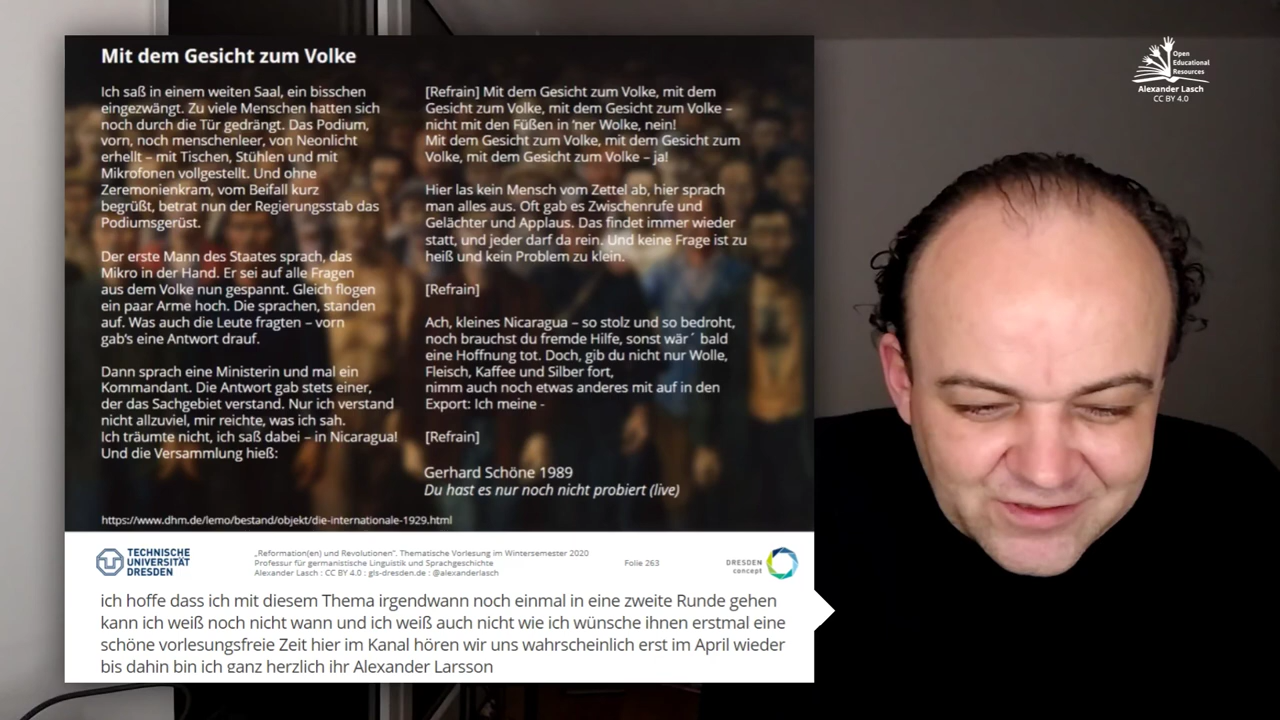 Mit dem Gesicht zum Volke
Ich saß in einem weiten Saal, ein bisschen
eingezwängt. Zu viele Menschen hatten sich
noch durch die Tür gedrängt. Das Podium,
vorn, noch menschenleer, von Neonlicht
erhellt – mit Tischen, Stühlen und mit
Mikrofonen vollgestellt. Und ohne
Zeremonienkram, vom Beifall kurz
begrüßt, betrat nun der Regierungsstab das
Podiumsgerüst.
Der erste Mann des Staates sprach, das
Mikro in der Hand. Er sei auf alle Fragen
aus dem Volke nun gespannt. Gleich flogen
ein paar Arme hoch. Die sprachen, standen
auf. Was auch die Leute fragten – vorn
gab's eine Antwort drauf.
Dann sprach eine Ministerin und mal ein
Kommandant. Die Antwort gab stets einer,
der das Sachgebiet verstand. Nur ich verstand
nicht allzuviel, mir reichte, was ich sah.
Ich träumte nicht, ich saß dabei – in Nicaragua!
Und die Versammlung hieß:
[Refrain] Mit dem Gesicht zum Volke, mit dem
Gesicht zum Volke, mit dem Gesicht zum Volke –
nicht mit den Füßen in 'ner Wolke, nein!
Mit dem Gesicht zum Volke, mit dem Gesicht zum
Volke, mit dem Gesicht zum Volke – ja!
Hier las kein Mensch vom Zettel ab, hier sprach
man alles aus. Oft gab es Zwischenrufe und
Gelächter und Applaus. Das findet immer wieder
statt, und jeder darf da rein. Und keine Frage ist zu
heiß und kein Problem zu klein.
[Refrain]
Ach, kleines Nicaragua – so stolz und so bedroht,
noch brauchst du fremde Hilfe, sonst wär´ bald
eine Hoffnung tot. Doch, gib du nicht nur Wolle,
Fleisch, Kaffee und Silber fort,
nimm auch noch etwas anderes mit auf in den
Export: Ich meine -
[Refrain]
Gerhard Schöne 1989
Du hast es nur noch nicht probiert (live)
https://www.dhm.de/lemo/bestand/objekt/die-internationale-1929.html
TECHNISCHE
UNIVERSITÄT
DRESDEN
„Reformation(en) und Revolutionen". Thematische Vorlesung im Wintersemester 2020
Professur für germanistische Linguistik und Sprachgeschichte
Alexander Lasch : CC BY 4.0 : gls-dresden.de : @alexanderlasch
Folie 263
DRESDEN
concept
ich hoffe dass ich mit diesem Thema irgendwann noch einmal in eine zweite Runde gehen
kann ich weiß noch nicht wann und ich weiß auch nicht wie ich wünsche ihnen erstmal eine
schöne vorlesungsfreie Zeit hier im Kanal hören wir uns wahrscheinlich erst im April wieder
bis dahin bin ich ganz herzlich ihr Alexander Larsson
Open
Educational
Resources
Alexander Lasch
CC BY 4.0